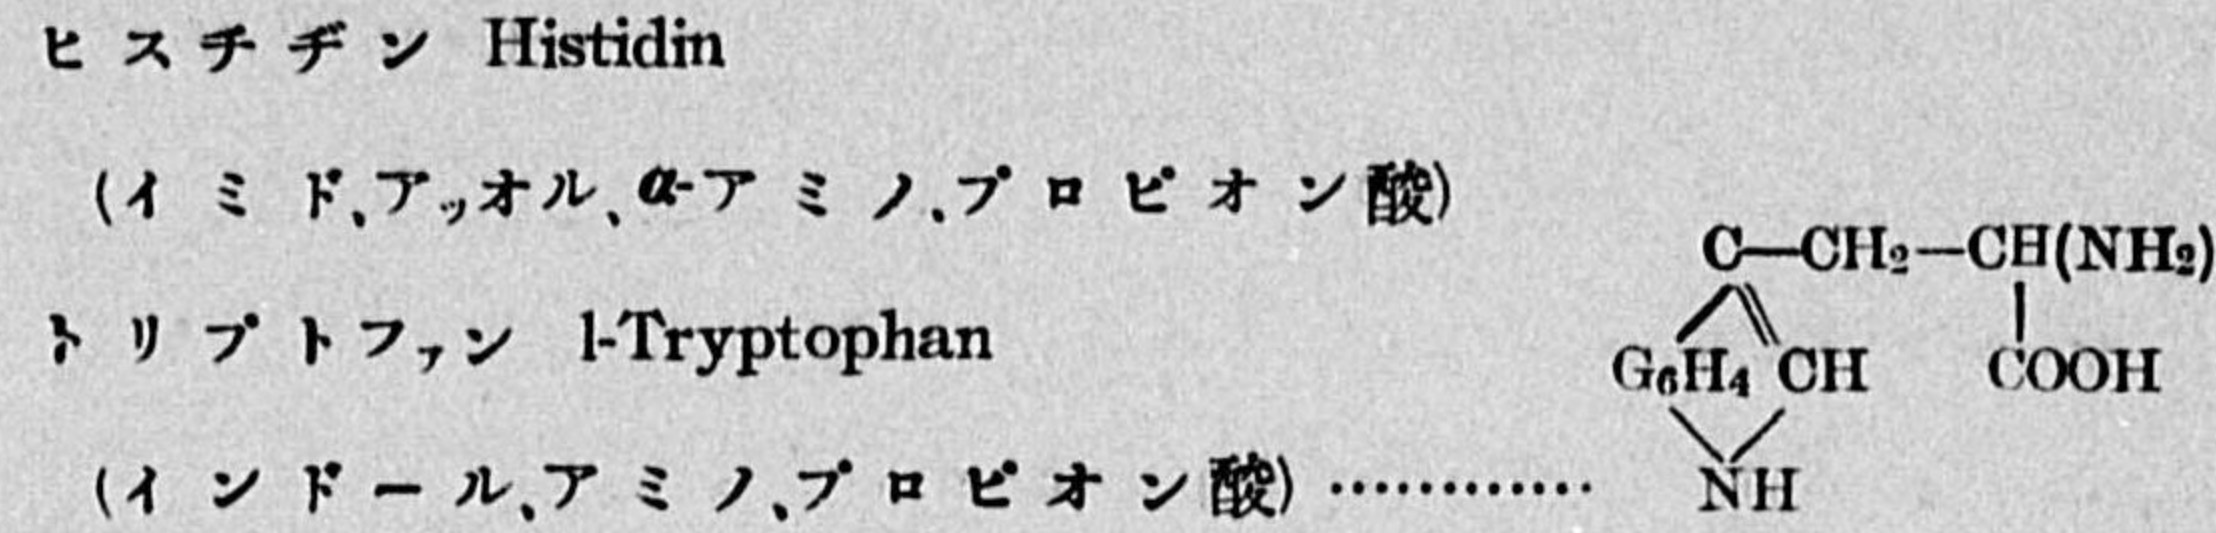 ヒスチヂン Histidin
(イミド、アッオル、α-アミノ、プロピオン酸)
C—CH₂—CH(NH₂)
トリプトファン l-Tryptophan
G₆H₄ CH COOH
(インドール、アミノ、プロピオン酸) …………
NH